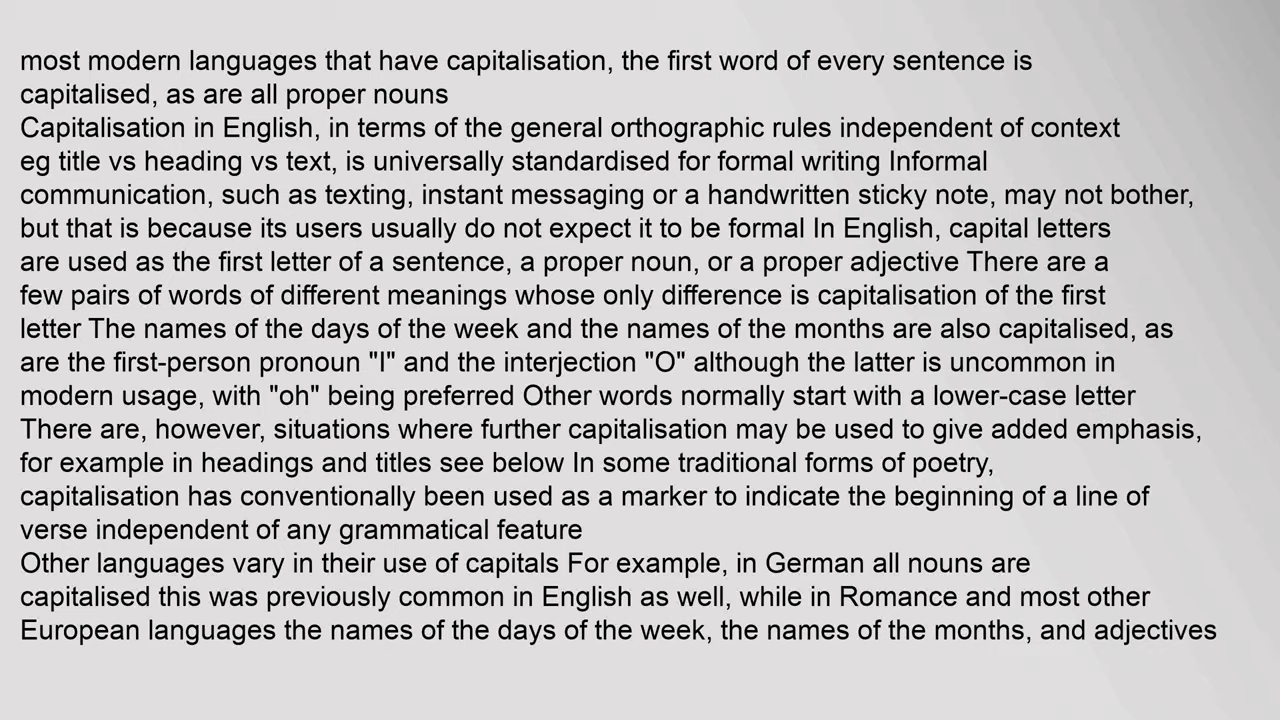 most modern languages that have capitalisation, the first word of every sentence is
capitalised, as are all proper nouns
Capitalisation in English, in terms of the general orthographic rules independent of context
eg title vs heading vs text, is universally standardised for formal writing Informal
communication, such as texting, instant messaging or a handwritten sticky note, may not bother,
but that is because its users usually do not expect it to be formal In English, capital letters
are used as the first letter of a sentence, a proper noun, or a proper adjective There are a
few pairs of words of different meanings whose only difference is capitalisation of the first
letter The names of the days of the week and the names of the months are also capitalised, as
are the first-person pronoun "I" and the interjection "O" although the latter is uncommon in
modern usage, with "oh" being preferred Other words normally start with a lower-case letter
There are, however, situations where further capitalisation may be used to give added emphasis,
for example in headings and titles see below In some traditional forms of poetry,
capitalisation has conventionally been used as a marker to indicate the beginning of a line of
verse independent of any grammatical feature
Other languages vary in their use of capitals For example, in German all nouns are
capitalised this was previously common in English as well, while in Romance and most other
European languages the names of the days of the week, the names of the months, and adjectives